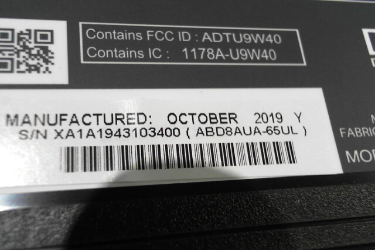 Contains FCC ID : ADTU9W40
Contains IC : 1178A-U9W40
MANUFACTURED: OCTOBER 2019 Y
S/N XA1A1943103400 ( ABD8AUA-65UL )